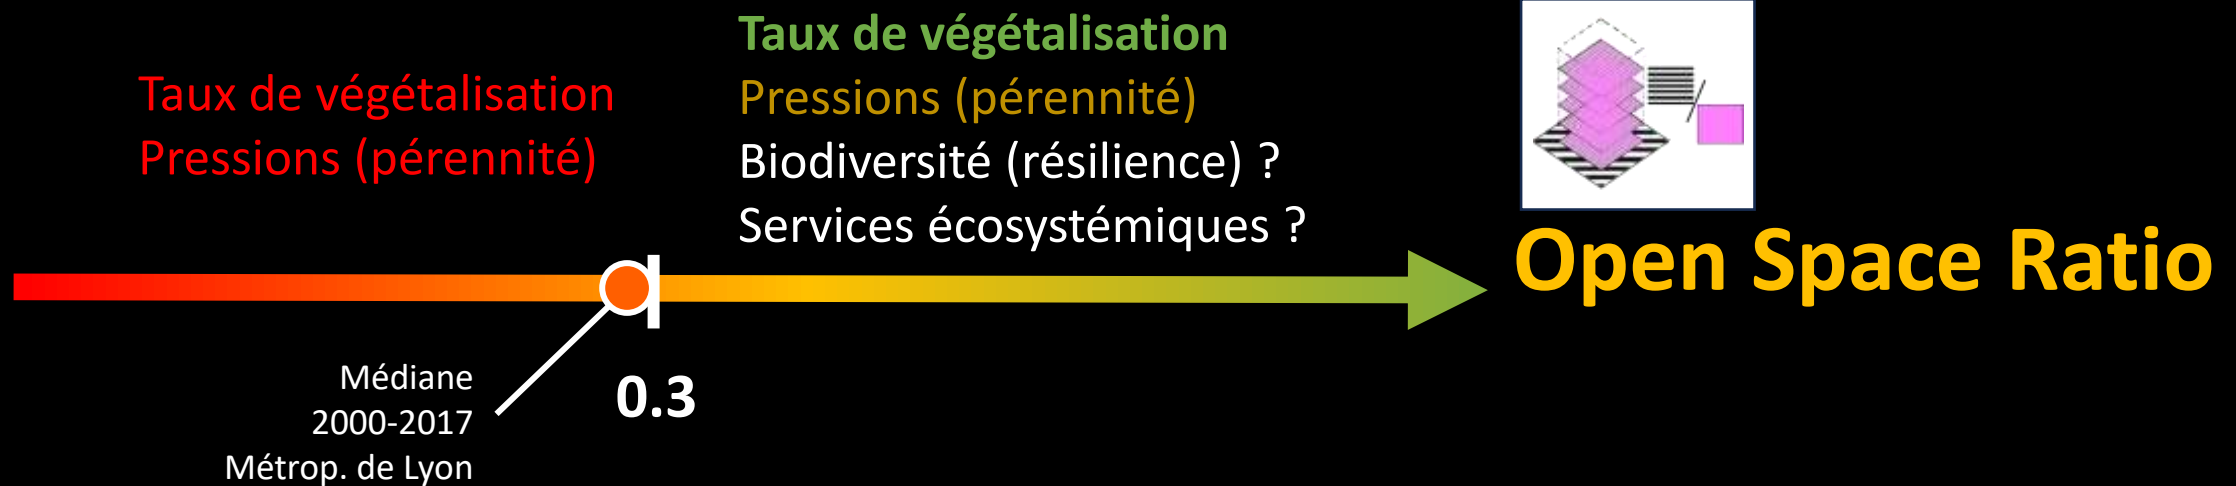 Taux de végétalisation
Pressions (pérennité)
Taux de végétalisation
Pressions (pérennité)
Biodiversité (résilience) ?
Services écosystémiques ?
Open Space Ratio
0.3
Médiane
2000-2017
Métrop. de Lyon